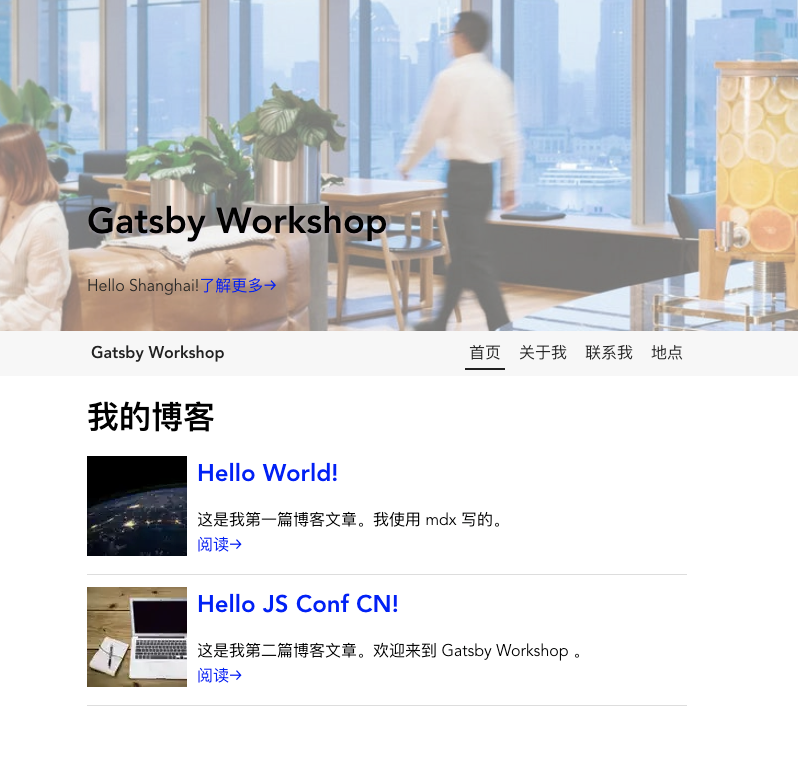 Gatsby Workshop
Hello Shanghai!了解更多→
Gatsby Workshop 首页 关于我 联系我 地点
我的博客
Hello World!
这是我第一篇博客文章。我使用 mdx 写的。
阅读→
Hello JS Conf CN!
这是我第二篇博客文章。欢迎来到 Gatsby Workshop 。
阅读→